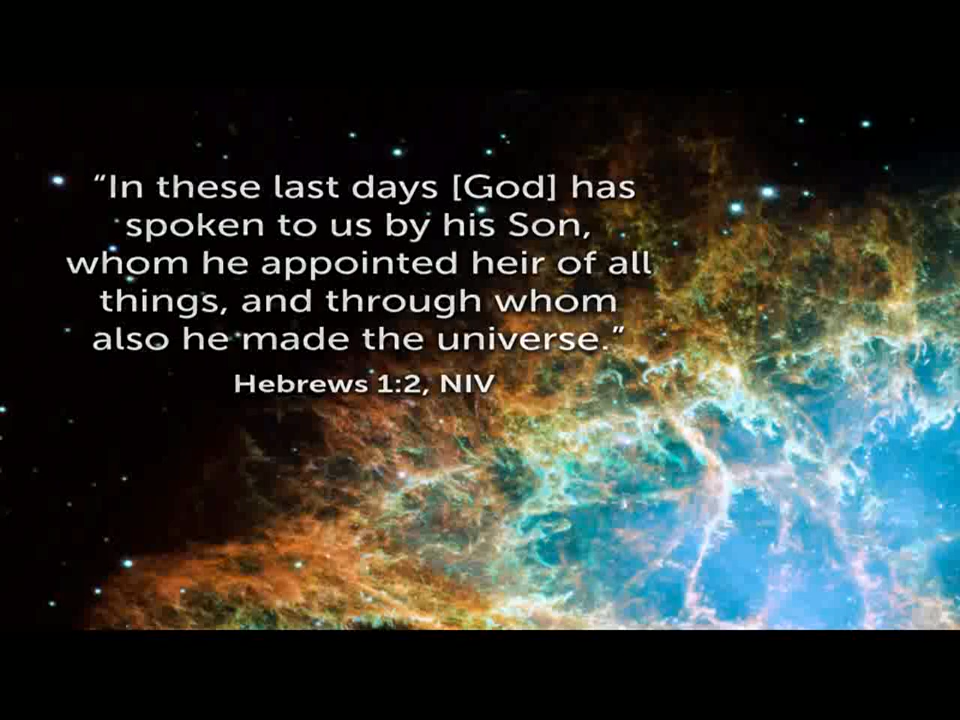 “In these last days [God] has
spoken to us by his Son,
whom he appointed heir of all
things, and through whom
also he made the universe.”
Hebrews 1:2, NIV